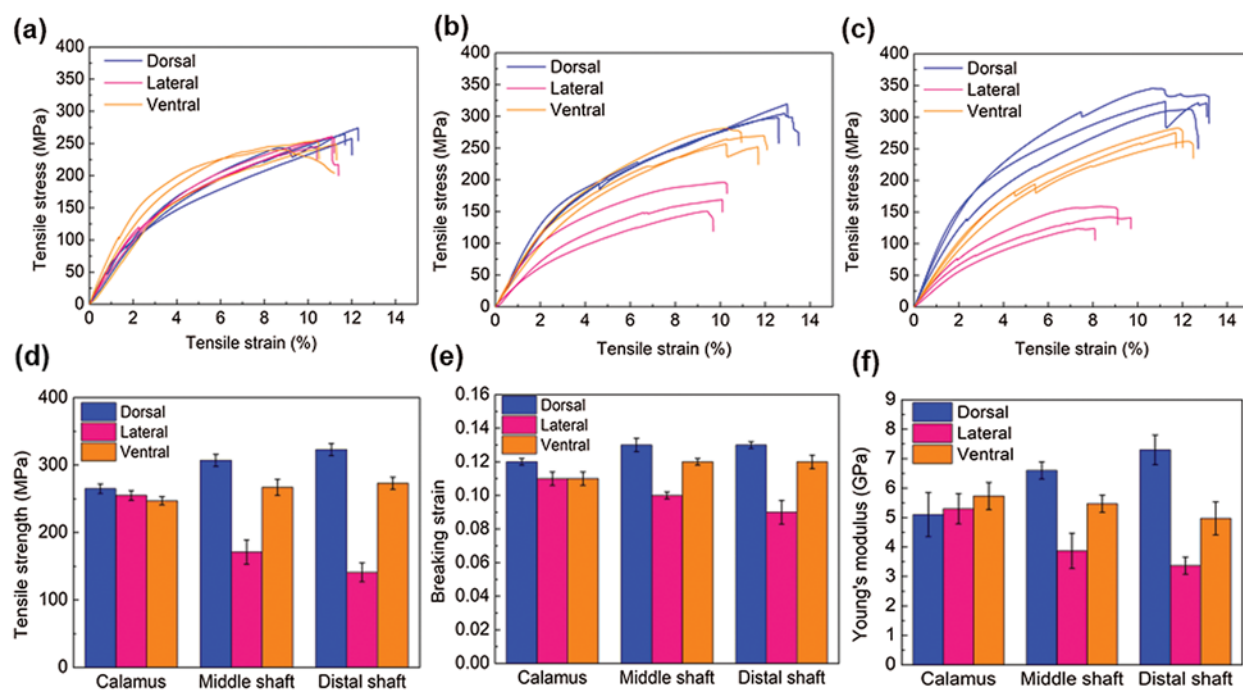 (a)
400
350
300
250
200
150
100
50
0
Tensile stress (MPa)
Dorsal
Lateral
Ventral
0 2 4 6 8 10 12 14
Tensile strain (%)
(b)
400
350
300
250
200
150
100
50
0
Tensile stress (MPa)
Dorsal
Lateral
Ventral
0 2 4 6 8 10 12 14
Tensile strain (%)
(c)
400
350
300
250
200
150
100
50
0
Tensile stress (MPa)
Dorsal
Lateral
Ventral
0 2 4 6 8 10 12 14
Tensile strain (%)
(d)
400
300
200
100
0
Tensile strength (MPa)
Dorsal
Lateral
Ventral
Calamus Middle shaft Distal shaft
(e)
0.16
0.14
0.12
0.10
0.08
0.06
0.04
0.02
0.00
Breaking strain
Dorsal
Lateral
Ventral
Calamus Middle shaft Distal shaft
(f)
9
8
7
6
5
4
3
2
1
0
Young's modulus (GPa)
Dorsal
Lateral
Ventral
Calamus Middle shaft Distal shaft